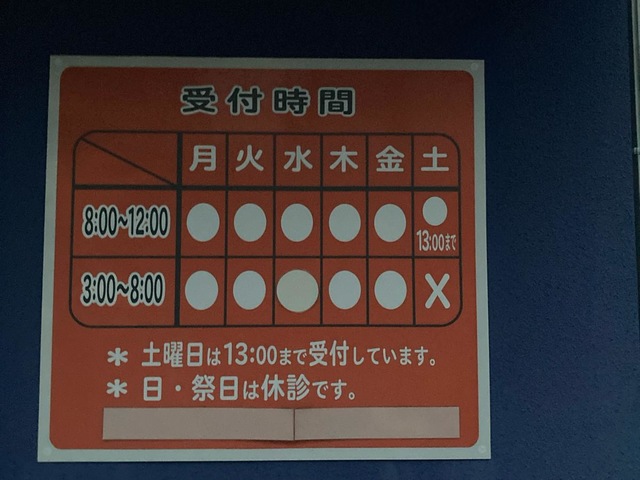 受付時間
月 火 水 木 金 土
8:00~12:00 ● ● ● ● ● ●
13:00まで
3:00~8:00 ● ● ● ● ● X
＊ 土曜日は13:00まで受付しています。
＊ 日・祭日は休診です。